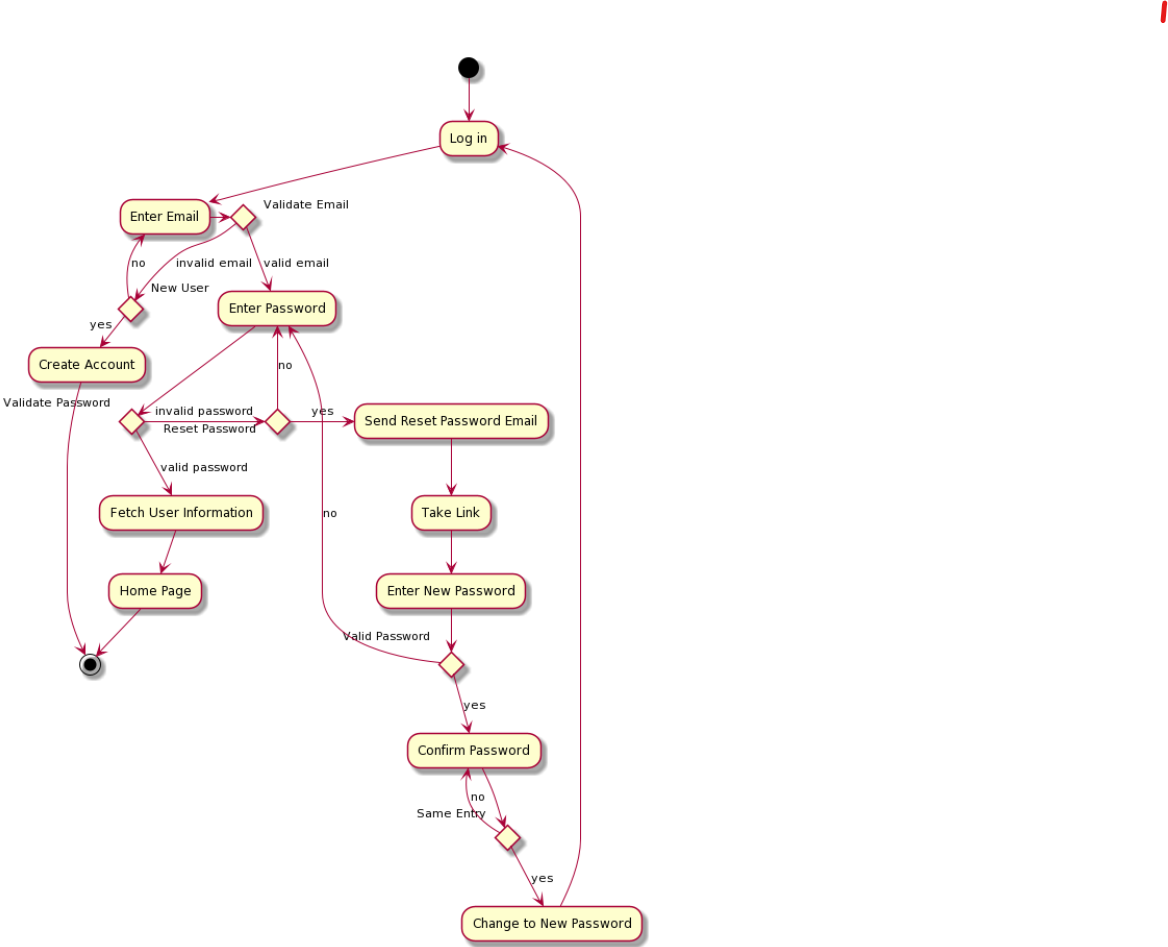 Log in
Validate Email
Enter Email
no
invalid email
valid email
New User
Enter Password
yes
Create Account
no
Validate Password
invalid password
yes
Send Reset Password Email
Reset Password
valid password
Fetch User Information
no
Take Link
Home Page
Enter New Password
Valid Password
yes
Confirm Password
no
Same Entry
yes
Change to New Password